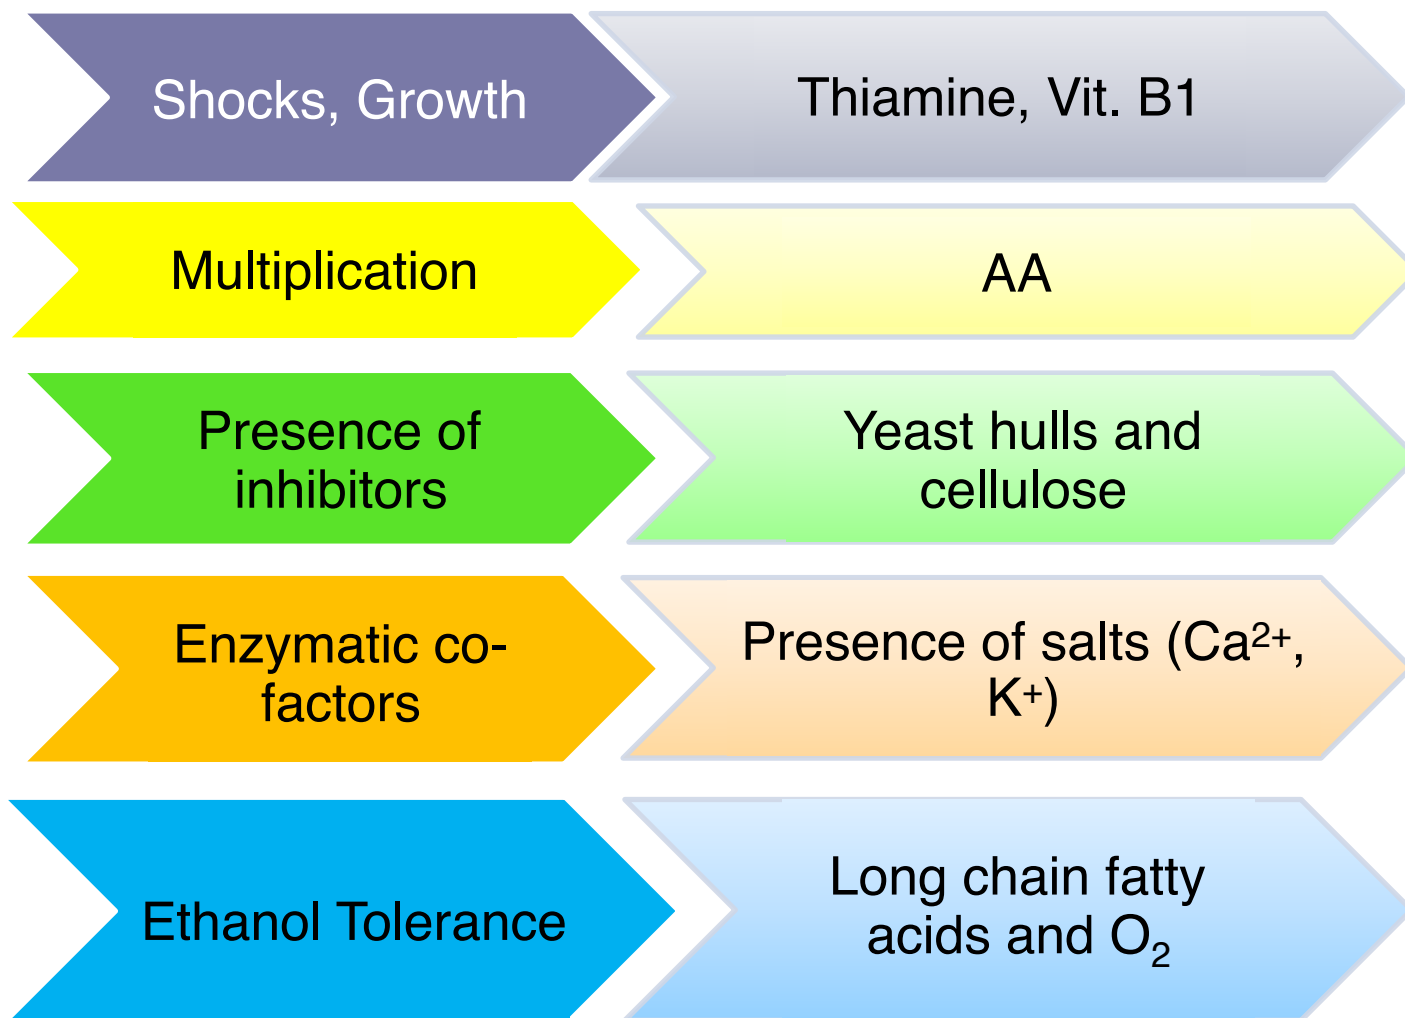 Shocks, Growth
Thiamine, Vit. B1
Multiplication
AA
Presence of
inhibitors
Yeast hulls and
cellulose
Enzymatic co-
factors
Presence of salts (Ca²⁺,
K⁺)
Ethanol Tolerance
Long chain fatty
acids and O₂